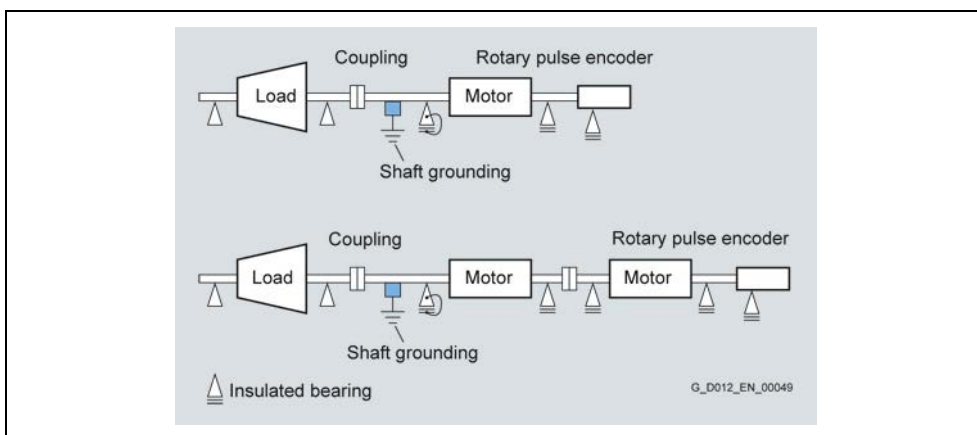 Coupling Rotary pulse encoder
Load Motor
Shaft grounding
Coupling Rotary pulse encoder
Load Motor Motor
Shaft grounding
Insulated bearing G_D012_EN_00049